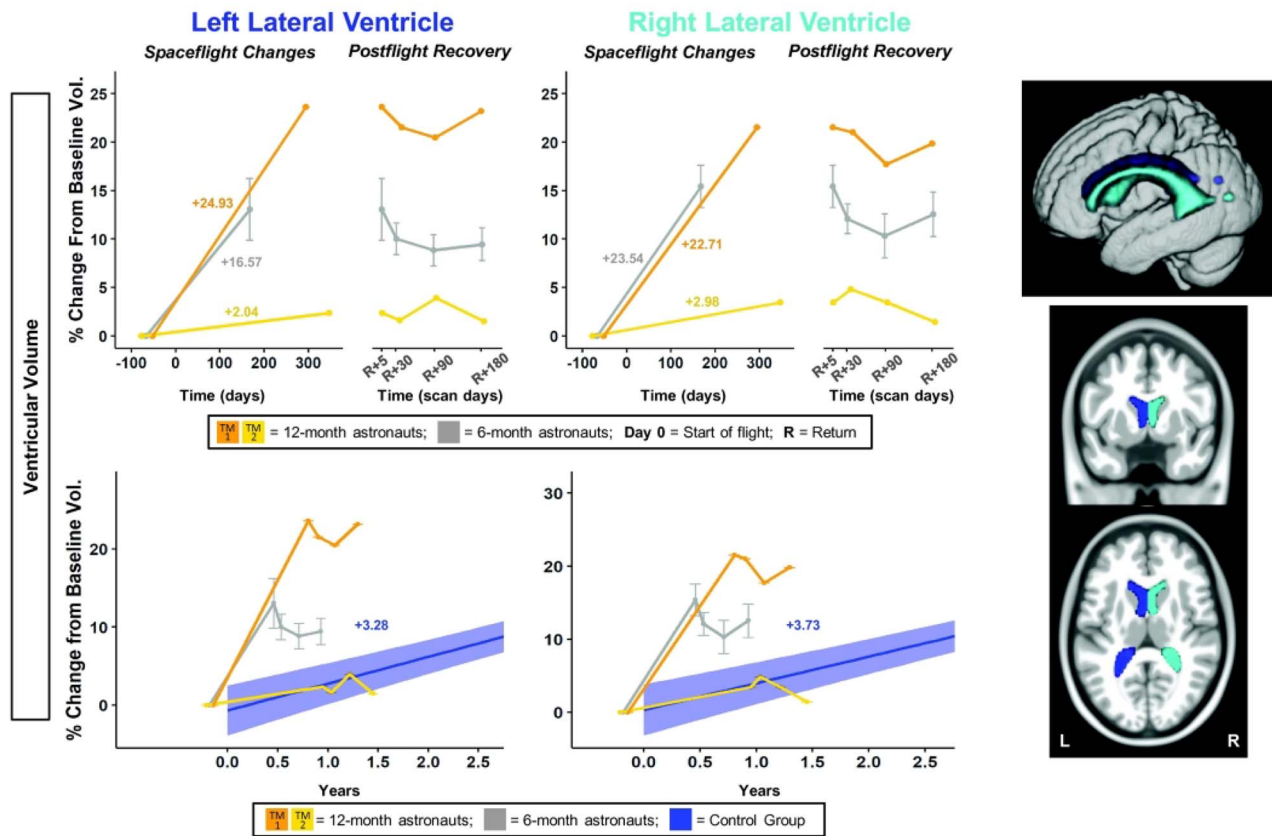 Left Lateral Ventricle
Right Lateral Ventricle
Spaceflight Changes
Postflight Recovery
Spaceflight Changes
Postflight Recovery
Ventricular Volume
% Change From Baseline Vol.
25
20
15
10
5
0
+24.93
+16.57
+2.04
-100 0 100 200 300
R+5 R+30 R+90 R+180
Time (days)
Time (scan days)
25
20
15
10
5
0
+23.54
+22.71
+2.98
-100 0 100 200 300
R+5 R+30 R+90 R+180
Time (days)
Time (scan days)
TM 1 TM 2 = 12-month astronauts; = 6-month astronauts; Day 0 = Start of flight; R = Return
% Change from Baseline Vol.
20
10
0
+3.28
0.0 0.5 1.0 1.5 2.0 2.5
Years
30
20
10
0
+3.73
0.0 0.5 1.0 1.5 2.0 2.5
Years
TM 1 TM 2 = 12-month astronauts; = 6-month astronauts; = Control Group
L R